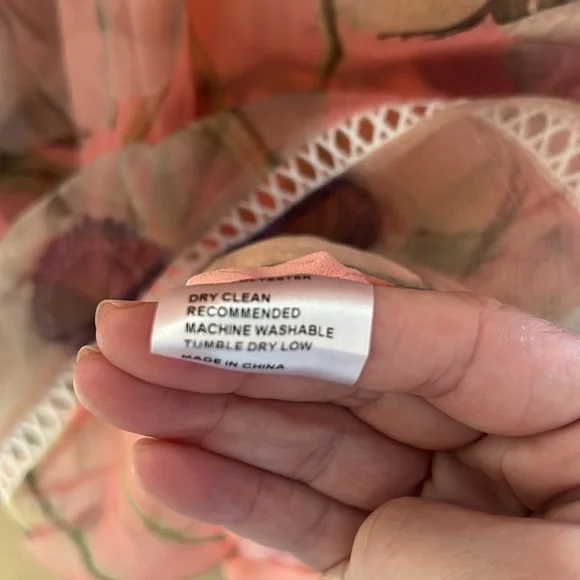 DRY CLEAN
RECOMMENDED
MACHINE WASHABLE
TUMBLE DRY LOW
MADE IN CHINA